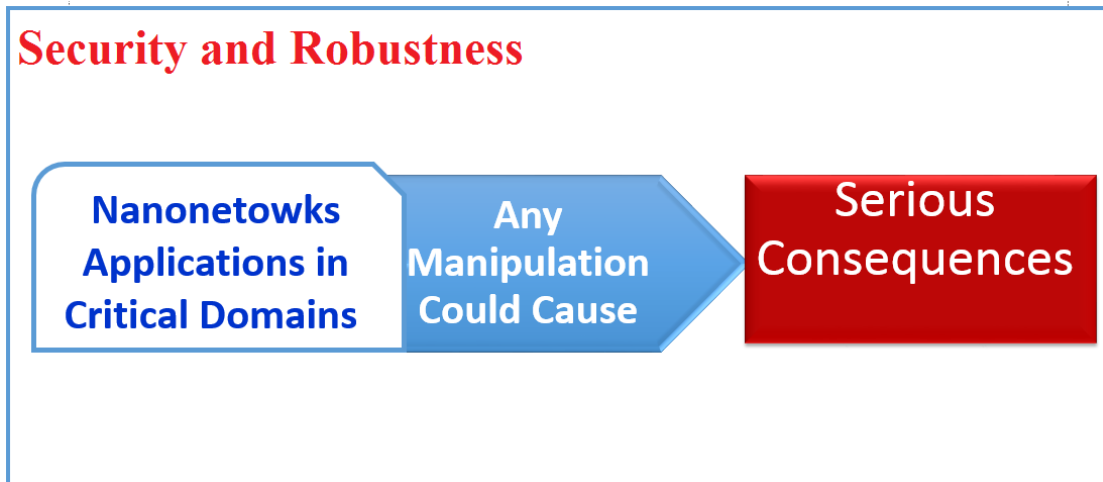 Security and Robustness
Nanonetowks
Applications in
Critical Domains
Any
Manipulation
Could Cause
Serious
Consequences